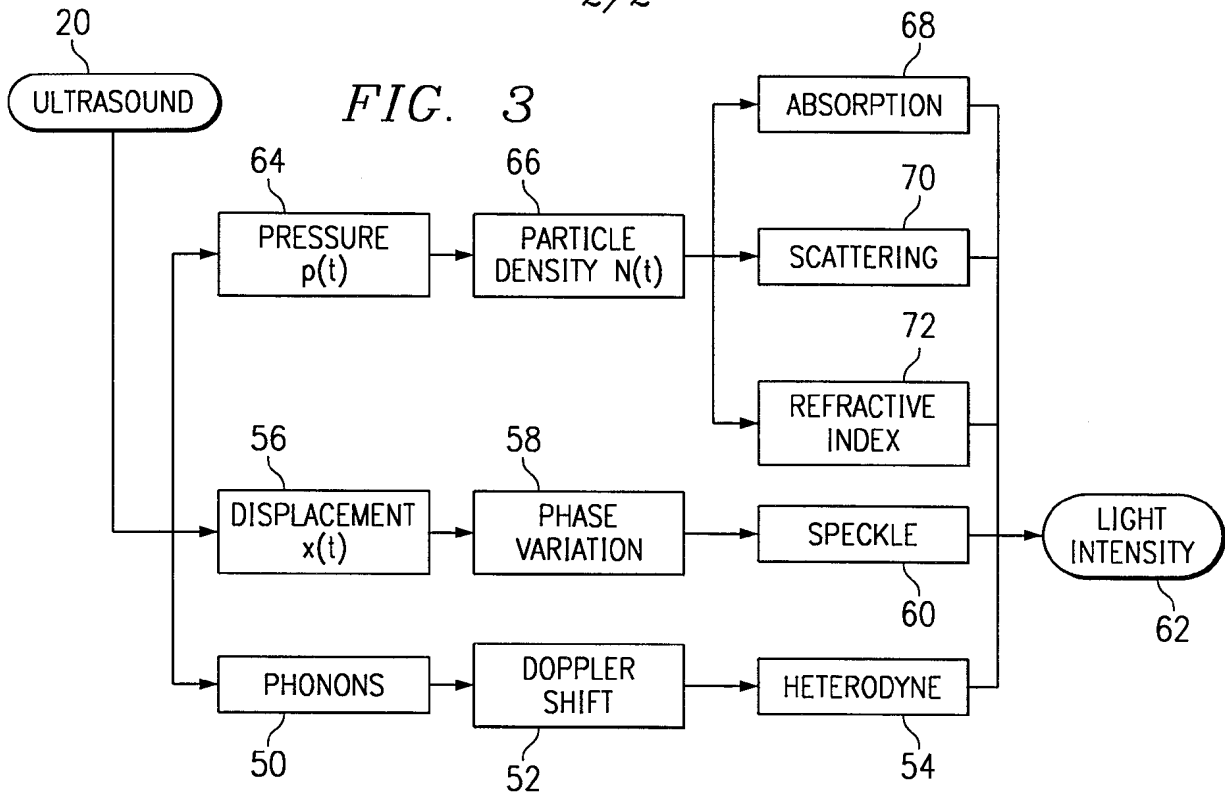 2/2
20
ULTRASOUND
FIG. 3
64
PRESSURE
p(t)
66
PARTICLE
DENSITY N(t)
68
ABSORPTION
70
SCATTERING
72
REFRACTIVE
INDEX
56
DISPLACEMENT
x(t)
58
PHASE
VARIATION
SPECKLE
60
LIGHT
INTENSITY
62
PHONONS
50
DOPPLER
SHIFT
52
HETERODYNE
54